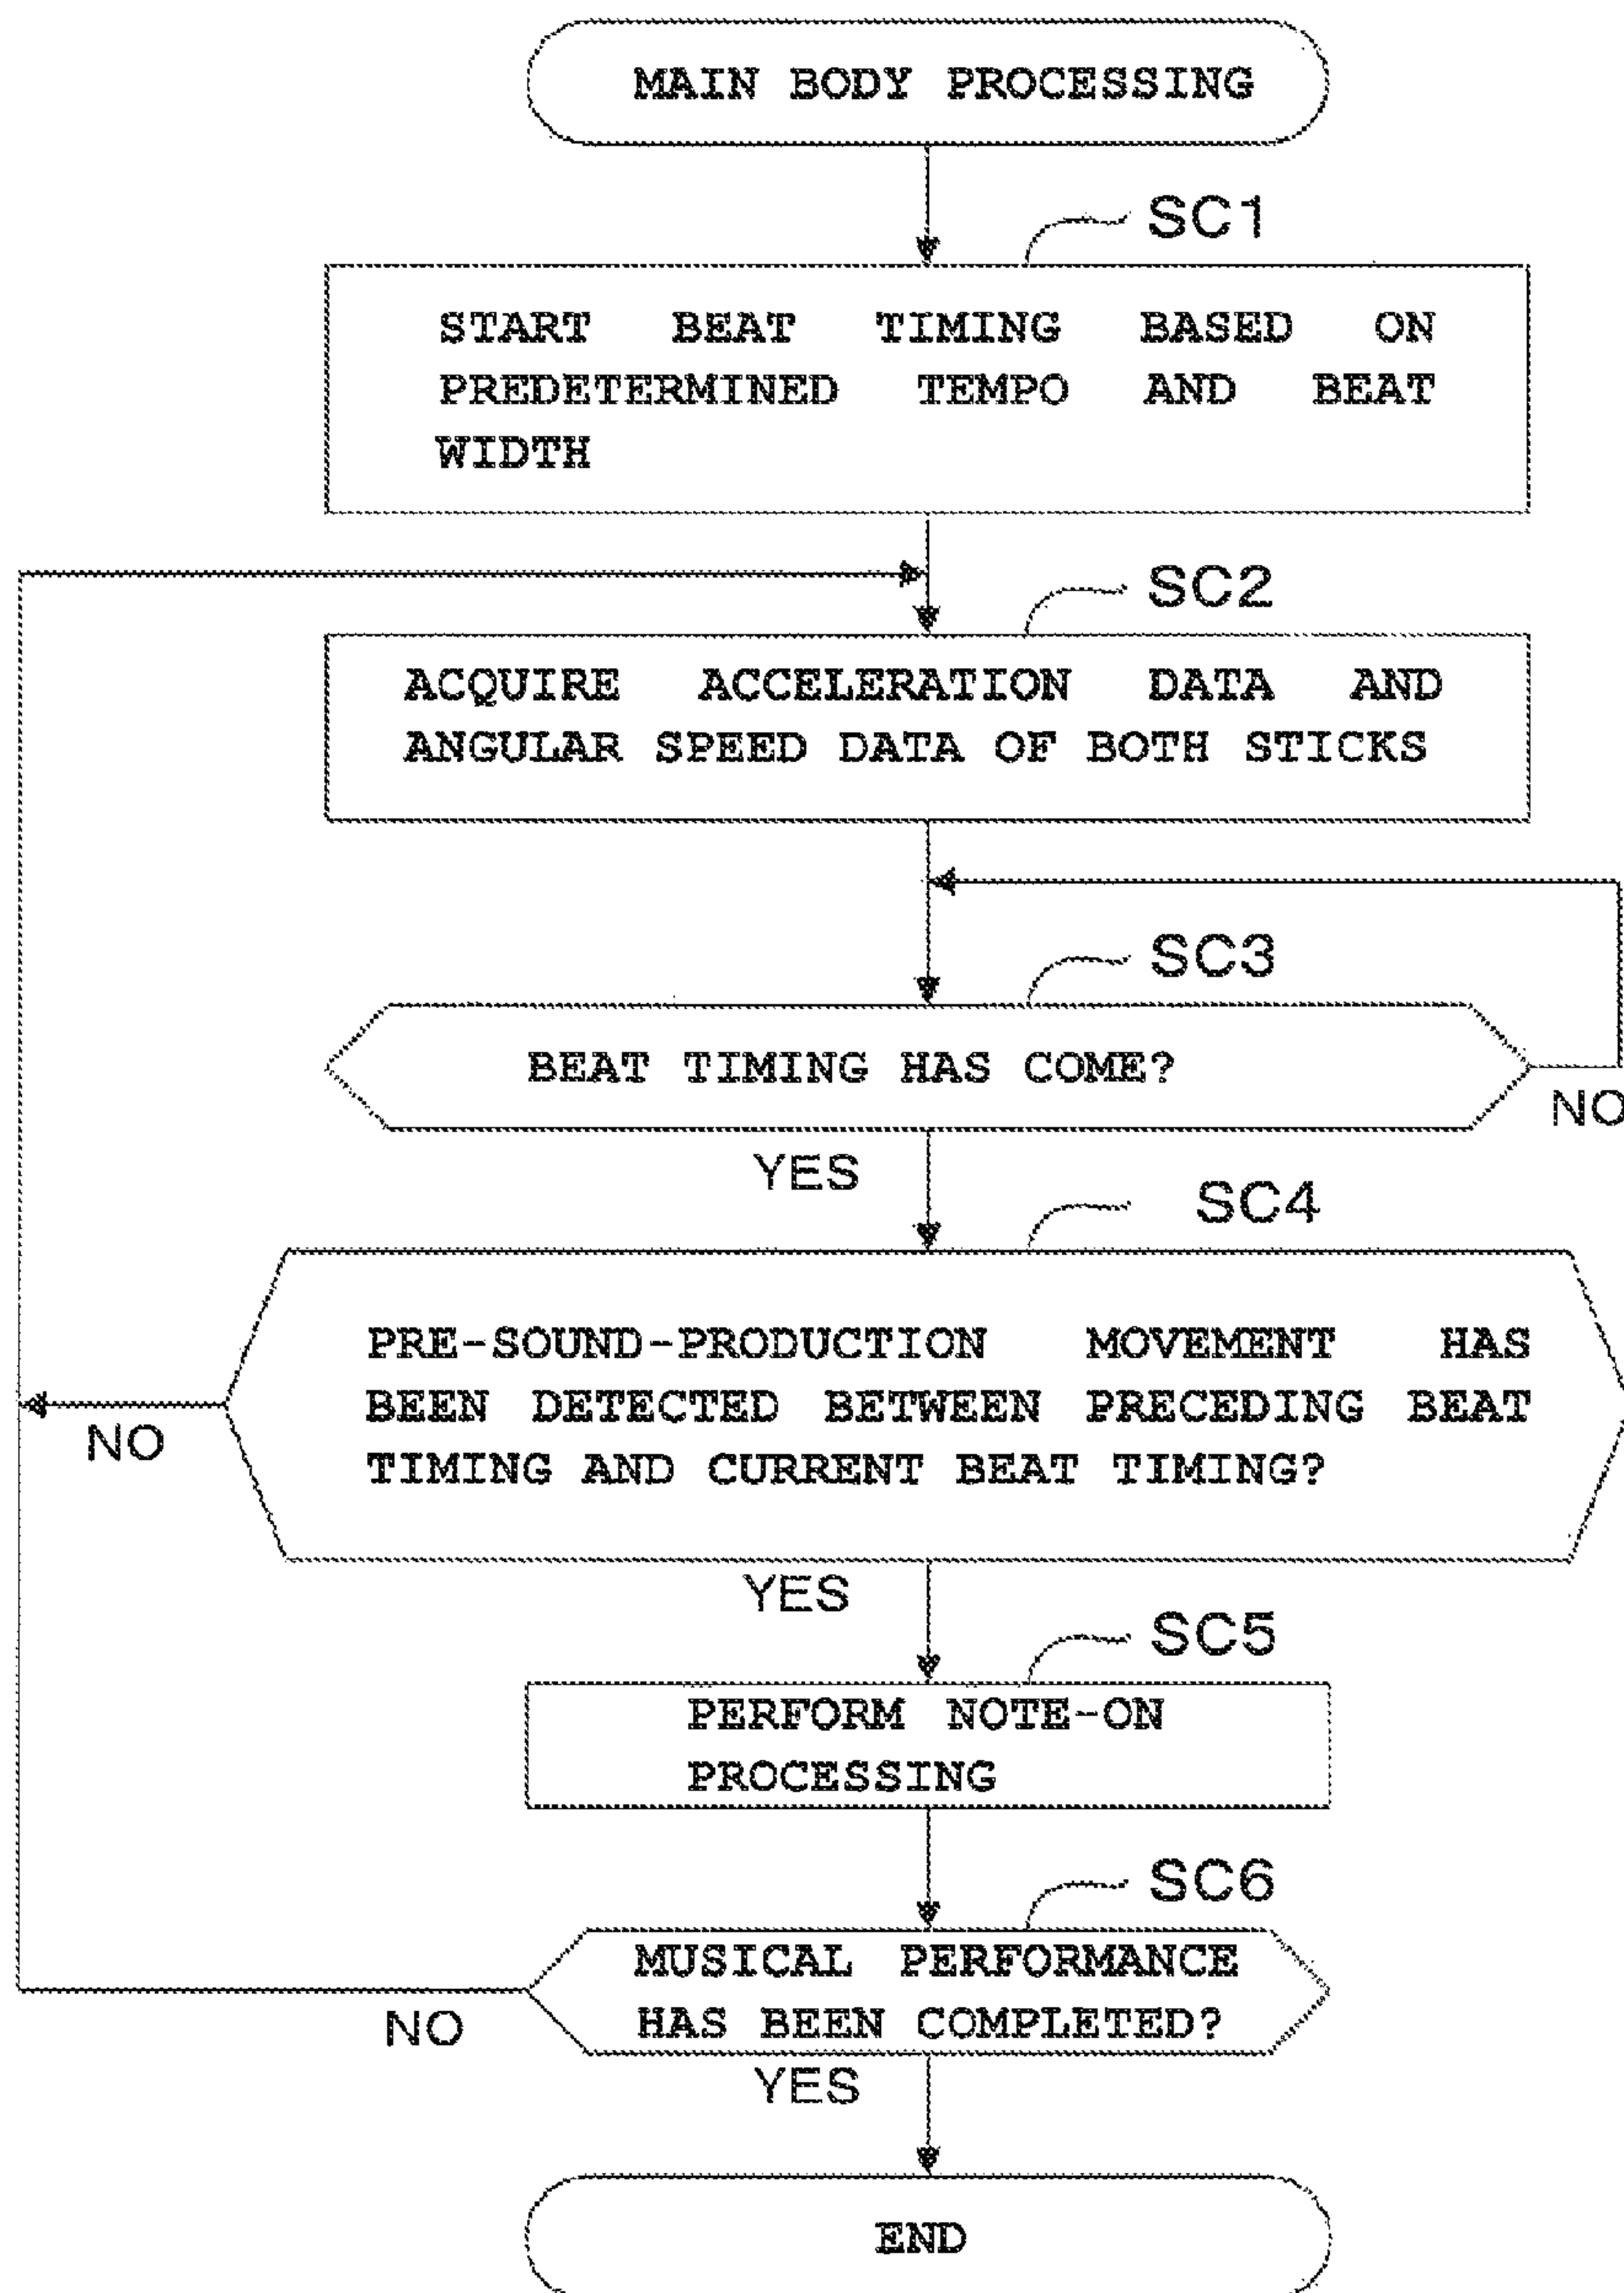 MAIN BODY PROCESSING
SC1
START BEAT TIMING BASED ON
PREDETERMINED TEMPO AND BEAT
WIDTH
SC2
ACQUIRE ACCELERATION DATA AND
ANGULAR SPEED DATA OF BOTH STICKS
SC3
BEAT TIMING HAS COME?
NO
YES
SC4
PRE-SOUND-PRODUCTION MOVEMENT HAS
BEEN DETECTED BETWEEN PRECEDING BEAT
TIMING AND CURRENT BEAT TIMING?
NO
YES
SC5
PERFORM NOTE-ON
PROCESSING
SC6
MUSICAL PERFORMANCE
HAS BEEN COMPLETED?
NO
YES
END